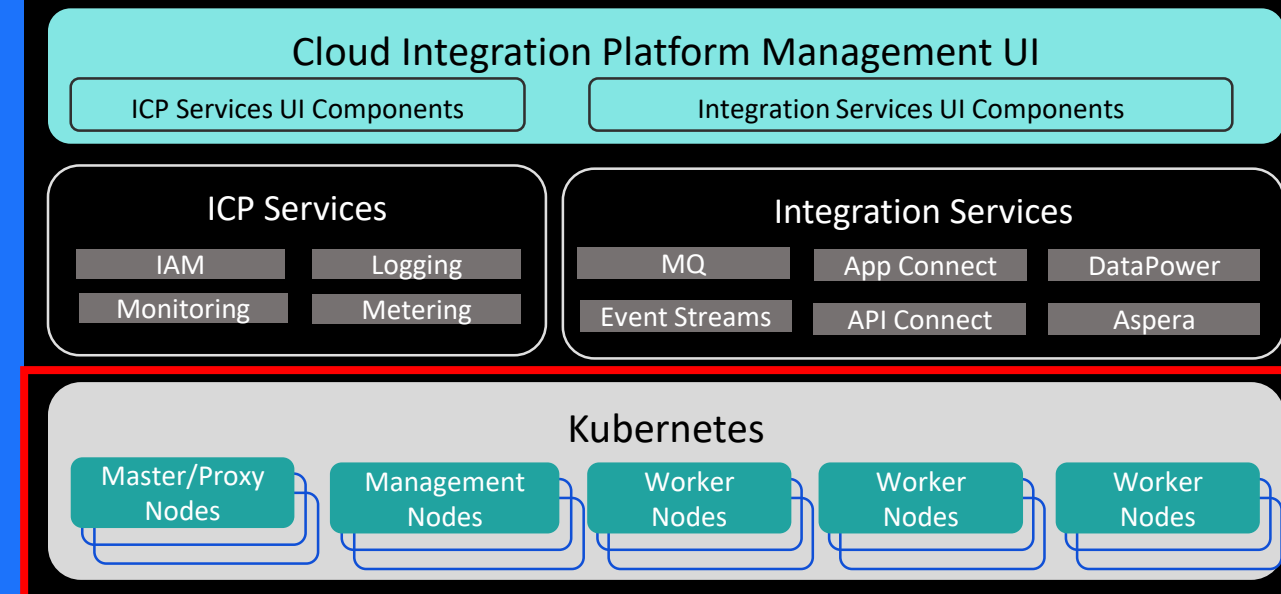 Cloud Integration Platform Management UI
ICP Services UI Components
Integration Services UI Components
ICP Services
IAM
Logging
Monitoring
Metering
Integration Services
MQ
App Connect
DataPower
Event Streams
API Connect
Aspera
Kubernetes
Master/Proxy
Nodes
Management
Nodes
Worker
Nodes
Worker
Nodes
Worker
Nodes